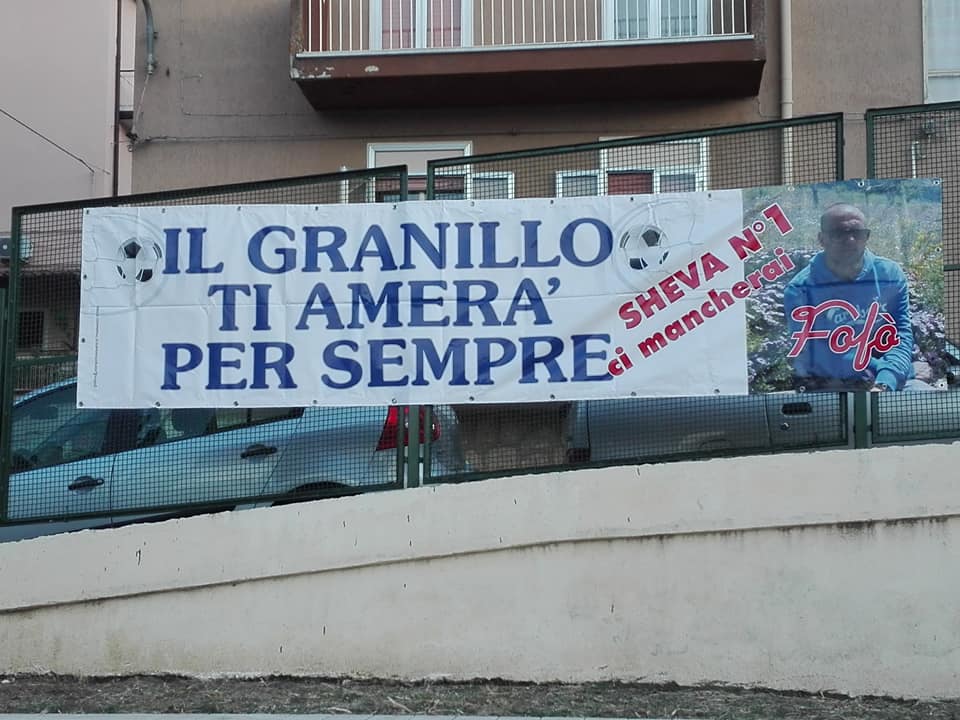 IL GRANILLO
TI AMERA'
PER SEMPRE
SHEVA N°1
ci mancherai
Fofò